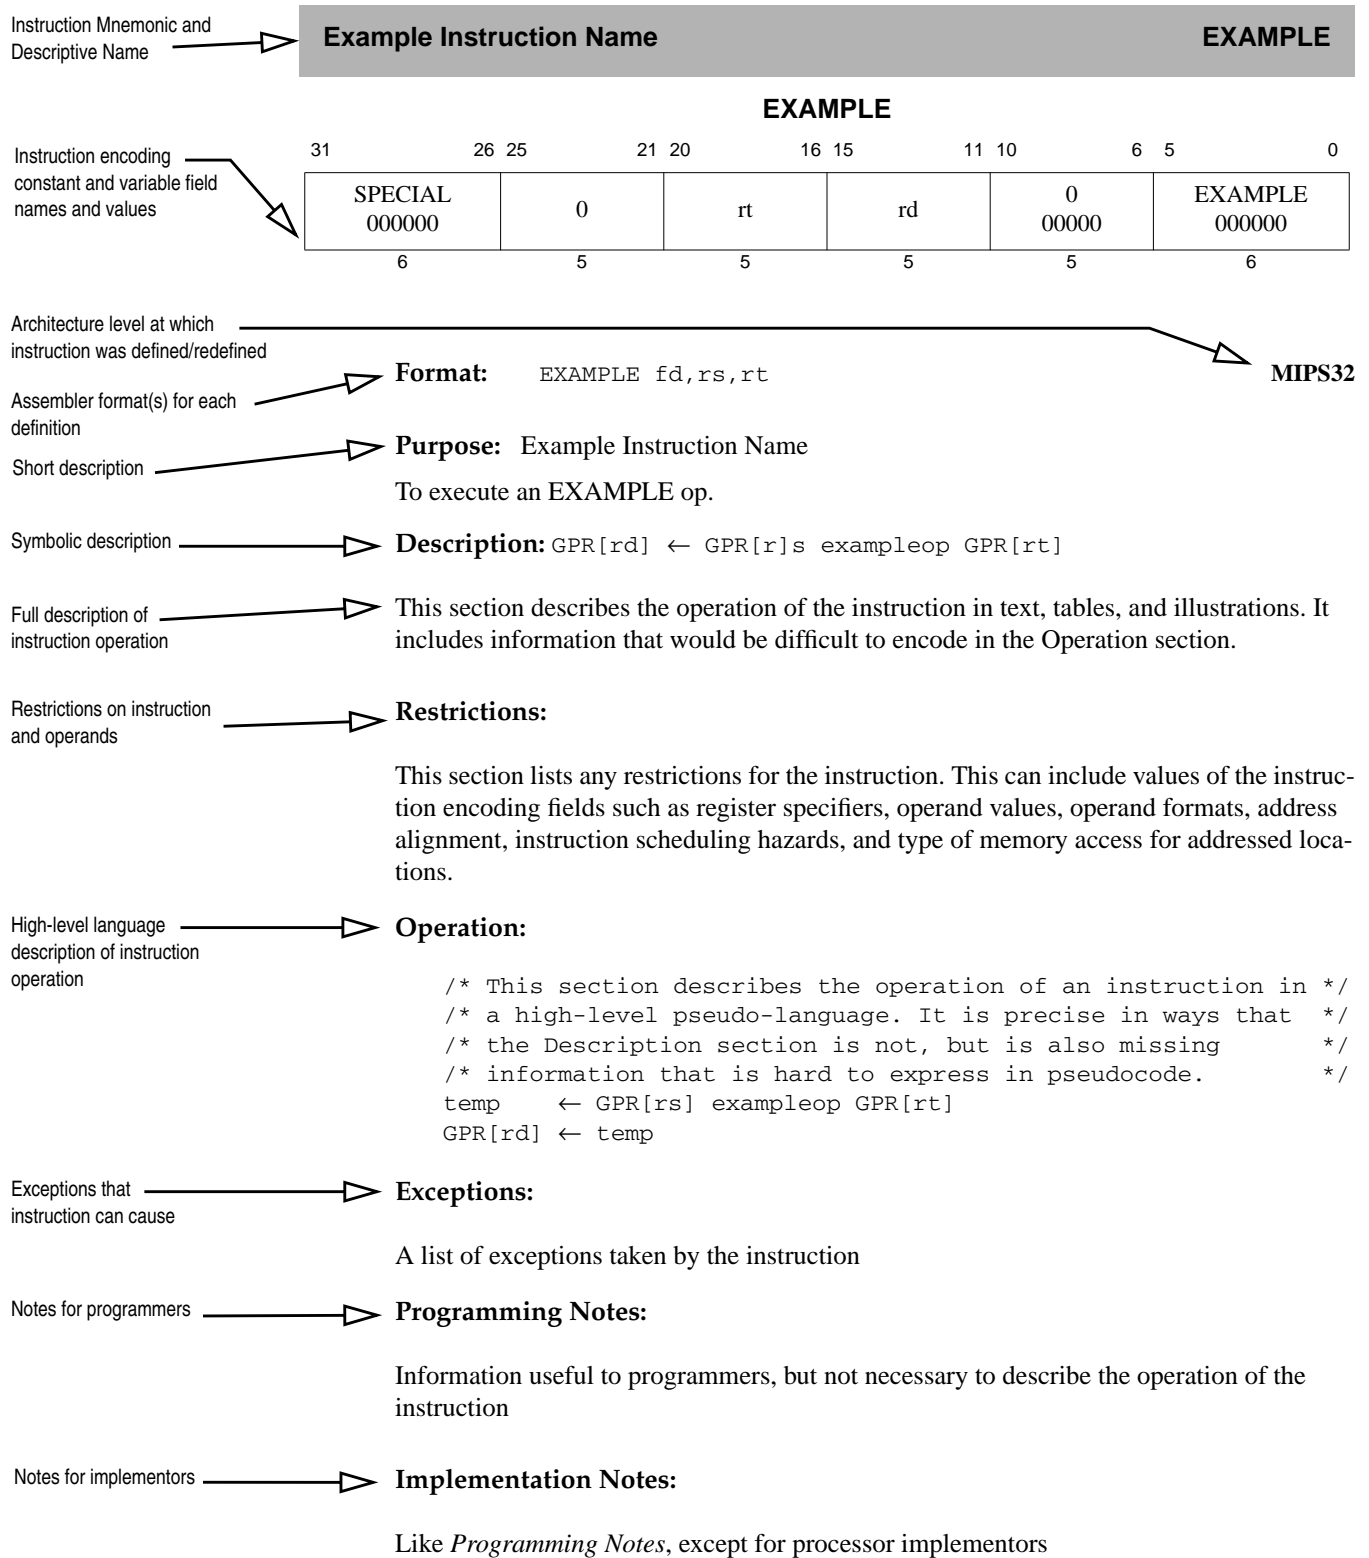 Instruction Mnemonic and
Descriptive Name
Example Instruction Name EXAMPLE
EXAMPLE
31 26 25 21 20 16 15 11 10 6 5 0
Instruction encoding
constant and variable field
names and values
SPECIAL
000000
0
rt
rd
0
00000
EXAMPLE
000000
6 5 5 5 5 6
Architecture level at which
instruction was defined/redefined
Format: EXAMPLE fd,rs,rt MIPS32
Assembler format(s) for each
definition
Purpose: Example Instruction Name
Short description
To execute an EXAMPLE op.
Symbolic description
Description: GPR[rd] ← GPR[r]s exampleop GPR[rt]
Full description of
instruction operation
This section describes the operation of the instruction in text, tables, and illustrations. It
includes information that would be difficult to encode in the Operation section.
Restrictions on instruction
and operands
Restrictions:
This section lists any restrictions for the instruction. This can include values of the instruc-
tion encoding fields such as register specifiers, operand values, operand formats, address
alignment, instruction scheduling hazards, and type of memory access for addressed loca-
tions.
High-level language
description of instruction
operation
Operation:
/* This section describes the operation of an instruction in */
/* a high-level pseudo-language. It is precise in ways that */
/* the Description section is not, but is also missing */
/* information that is hard to express in pseudocode. */
temp ← GPR[rs] exampleop GPR[rt]
GPR[rd] ← temp
Exceptions that
instruction can cause
Exceptions:
A list of exceptions taken by the instruction
Notes for programmers
Programming Notes:
Information useful to programmers, but not necessary to describe the operation of the
instruction
Notes for implementors
Implementation Notes:
Like Programming Notes, except for processor implementors